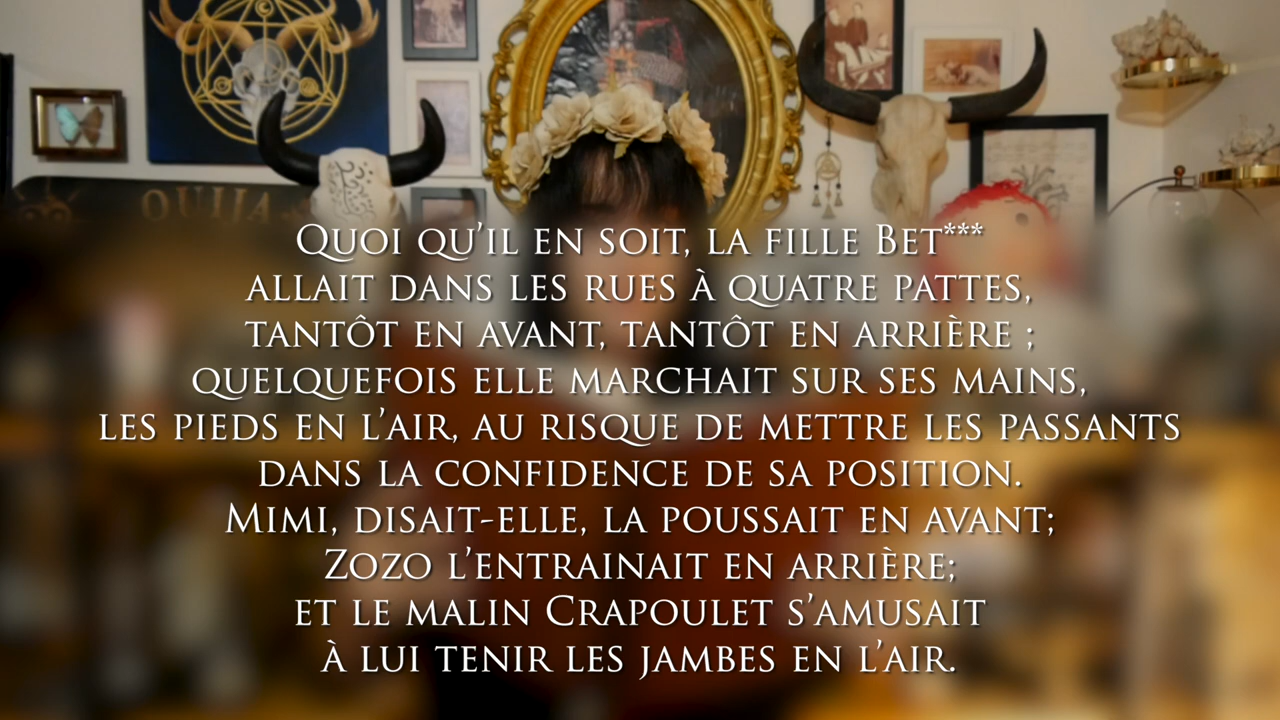 OUIJA
Quoi qu’il en soit, la fille Bet***
allait dans les rues à quatre pattes,
tantôt en avant, tantôt en arrière ;
quelquefois elle marchait sur ses mains,
les pieds en l’air, au risque de mettre les passants
dans la confidence de sa position.
Mimi, disait-elle, la poussait en avant;
Zozo l’entrainait en arrière;
et le malin Crapoulet s’amusait
à lui tenir les jambes en l’air.